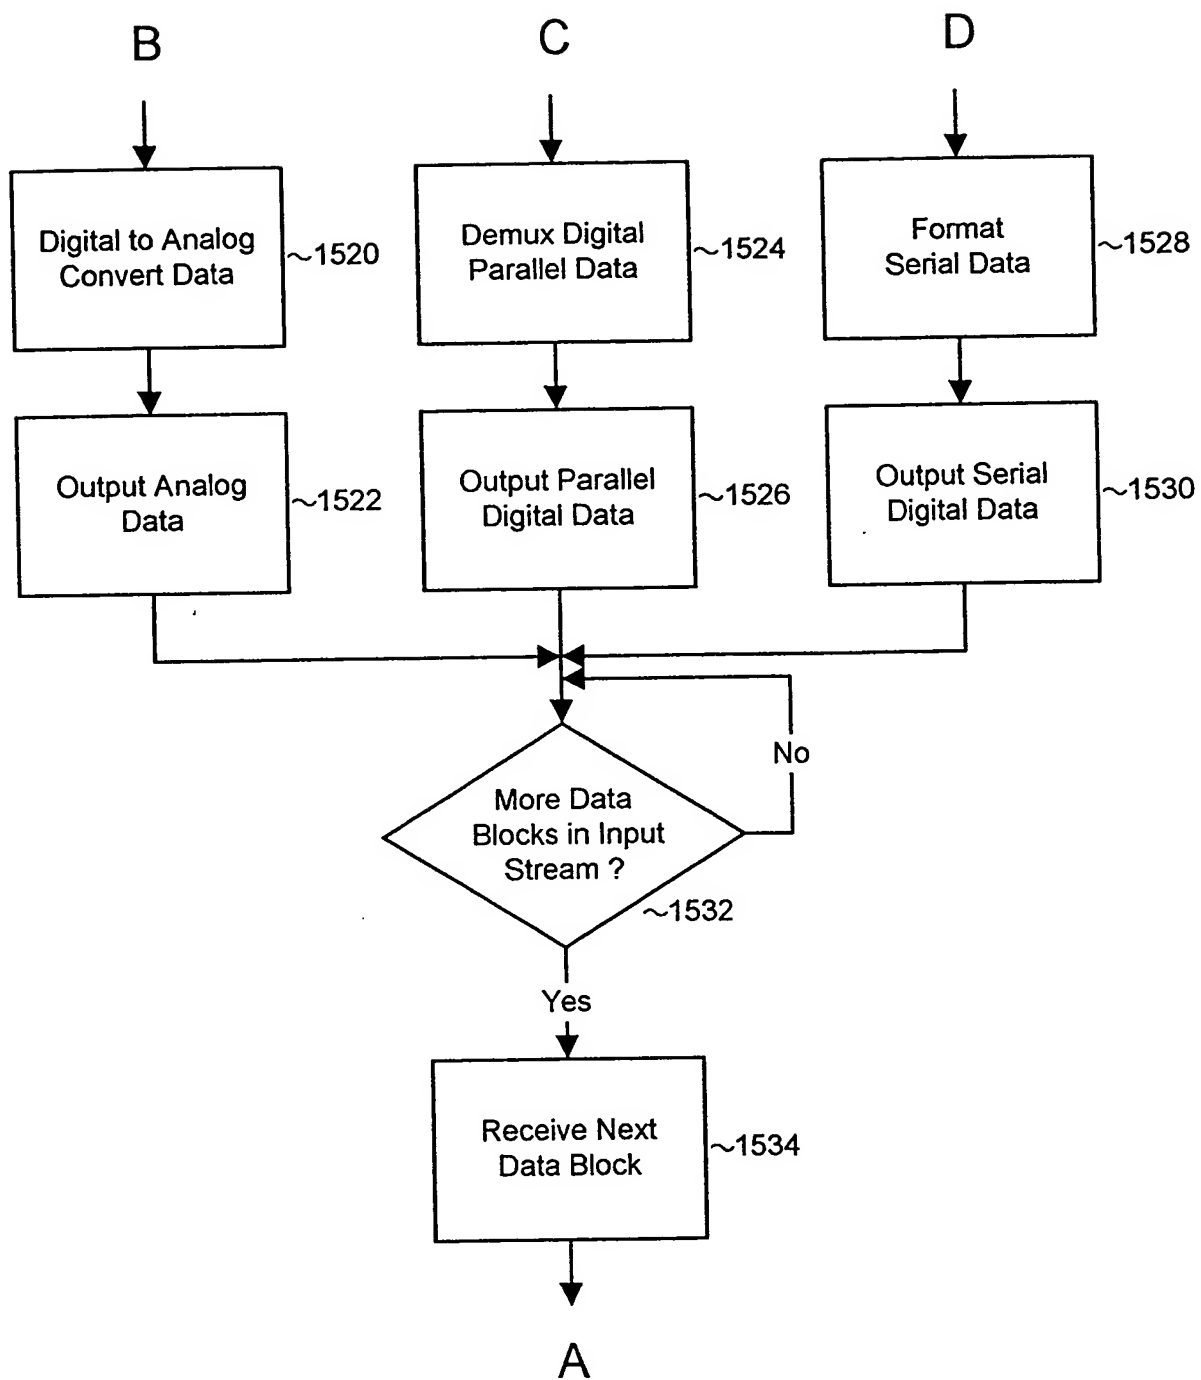 B
C
D
Digital to Analog
Convert Data
~1520
Demux Digital
Parallel Data
~1524
Format
Serial Data
~1528
Output Analog
Data
~1522
Output Parallel
Digital Data
~1526
Output Serial
Digital Data
~1530
No
More Data
Blocks in Input
Stream ?
~1532
Yes
Receive Next
Data Block
~1534
A